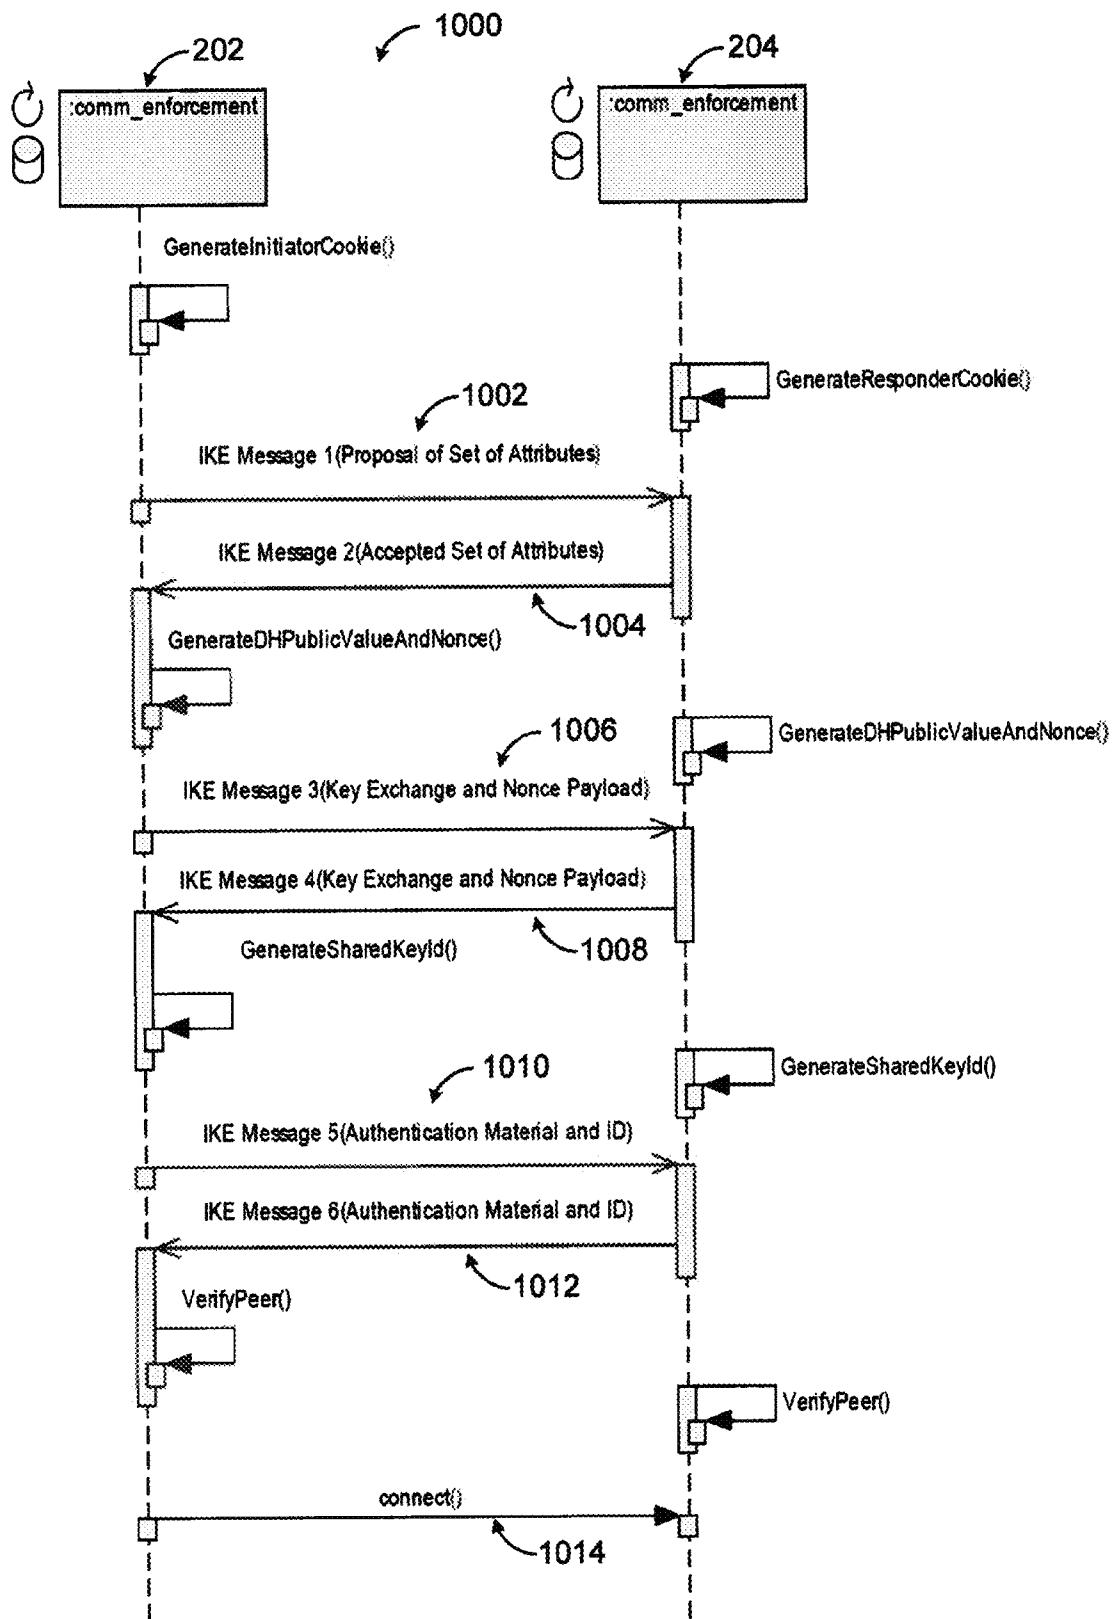 1000
202
204
:comm_enforcement
:comm_enforcement
GenerateInitiatorCookie()
GenerateResponderCookie()
1002
IKE Message 1(Proposal of Set of Attributes)
IKE Message 2(Accepted Set of Attributes)
1004
GenerateDHPublicValueAndNonce()
1006
GenerateDHPublicValueAndNonce()
IKE Message 3(Key Exchange and Nonce Payload)
IKE Message 4(Key Exchange and Nonce Payload)
1008
GenerateSharedKeyId()
1010
GenerateSharedKeyId()
IKE Message 5(Authentication Material and ID)
IKE Message 6(Authentication Material and ID)
1012
VerifyPeer()
VerifyPeer()
connect()
1014